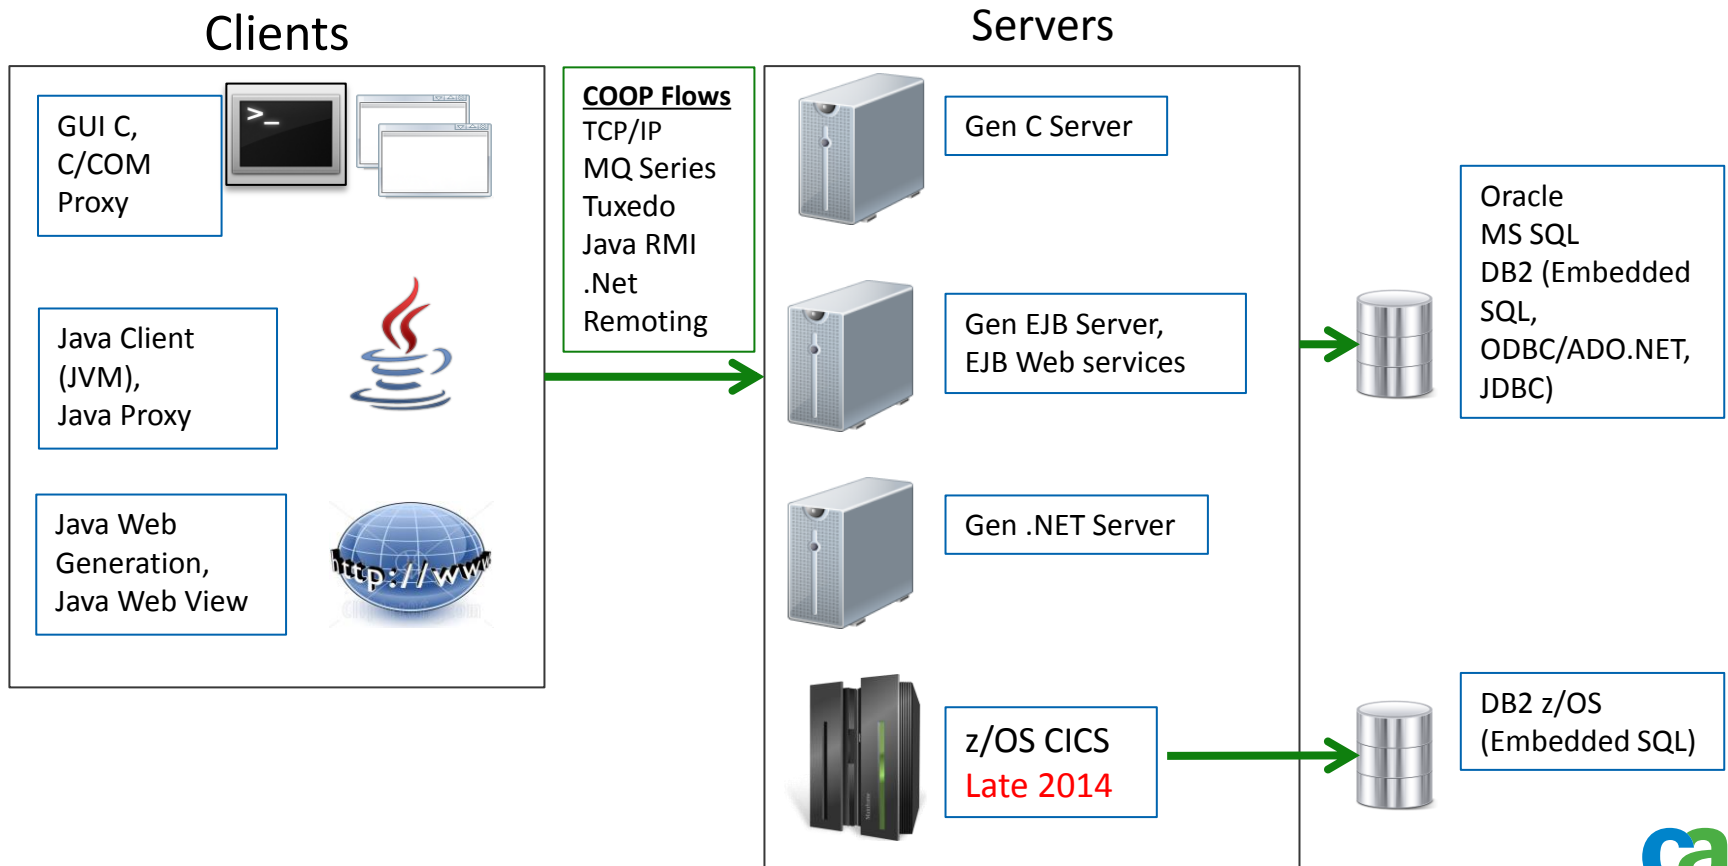 Clients
Servers
GUI C,
C/COM
Proxy
>_
Java Client
(JVM),
Java Proxy
Java Web
Generation,
Java Web View
http://www
COOP Flows
TCP/IP
MQ Series
Tuxedo
Java RMI
.Net
Remoting
Gen C Server
Gen EJB Server,
EJB Web services
Gen .NET Server
z/OS CICS
Late 2014
Oracle
MS SQL
DB2 (Embedded
SQL,
ODBC/ADO.NET,
JDBC)
DB2 z/OS
(Embedded SQL)
ca